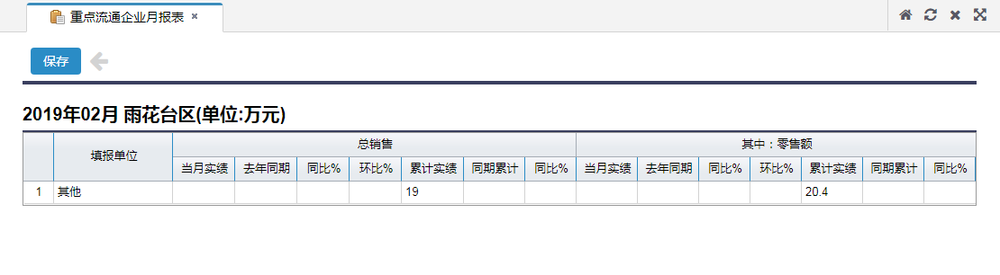 重点流通企业月报表
保存
2019年02月 雨花台区(单位:万元)
填报单位 总销售 其中：零售额
当月实绩 去年同期 同比% 环比% 累计实绩 同期累计 同比% 当月实绩 去年同期 同比% 环比% 累计实绩 同期累计 同比%
1 其他 19 20.4